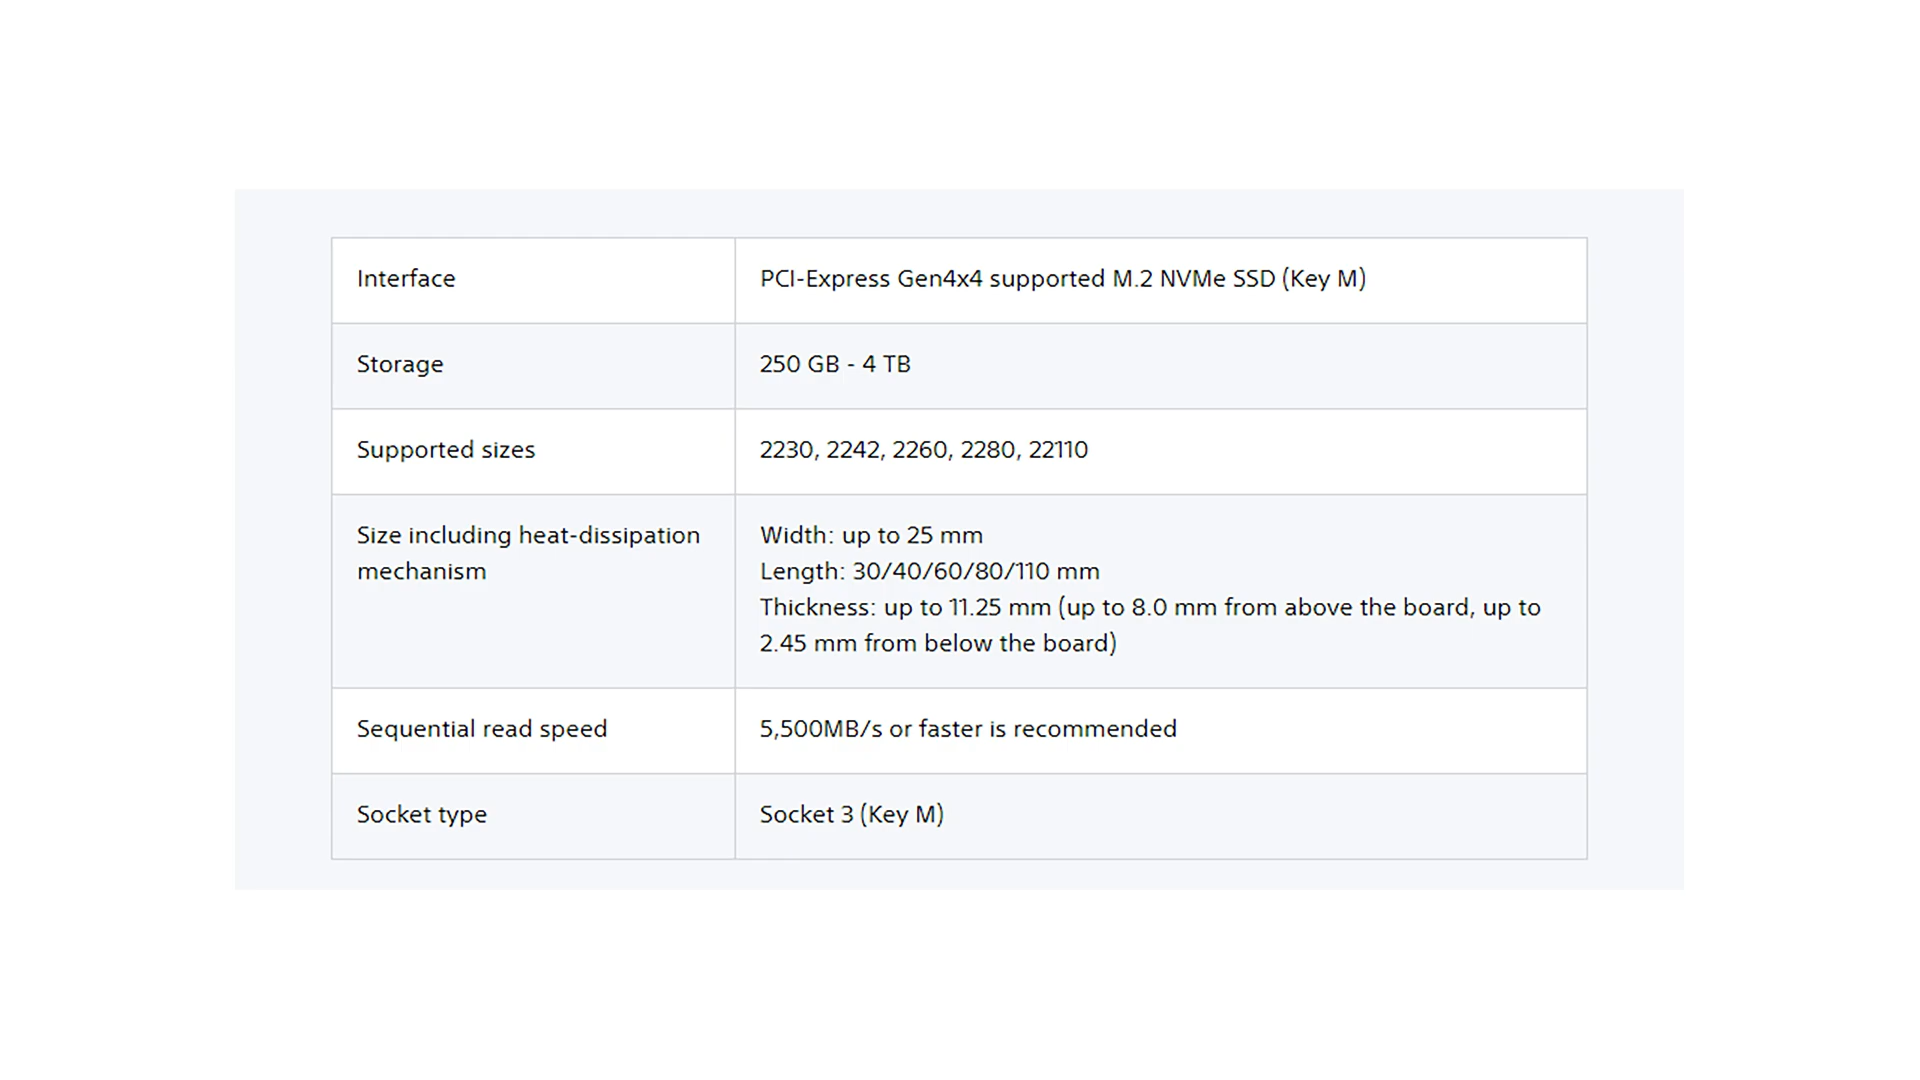 Interface
PCI-Express Gen4x4 supported M.2 NVMe SSD (Key M)
Storage
250 GB - 4 TB
Supported sizes
2230, 2242, 2260, 2280, 22110
Size including heat-dissipation
mechanism
Width: up to 25 mm
Length: 30/40/60/80/110 mm
Thickness: up to 11.25 mm (up to 8.0 mm from above the board, up to
2.45 mm from below the board)
Sequential read speed
5,500MB/s or faster is recommended
Socket type
Socket 3 (Key M)